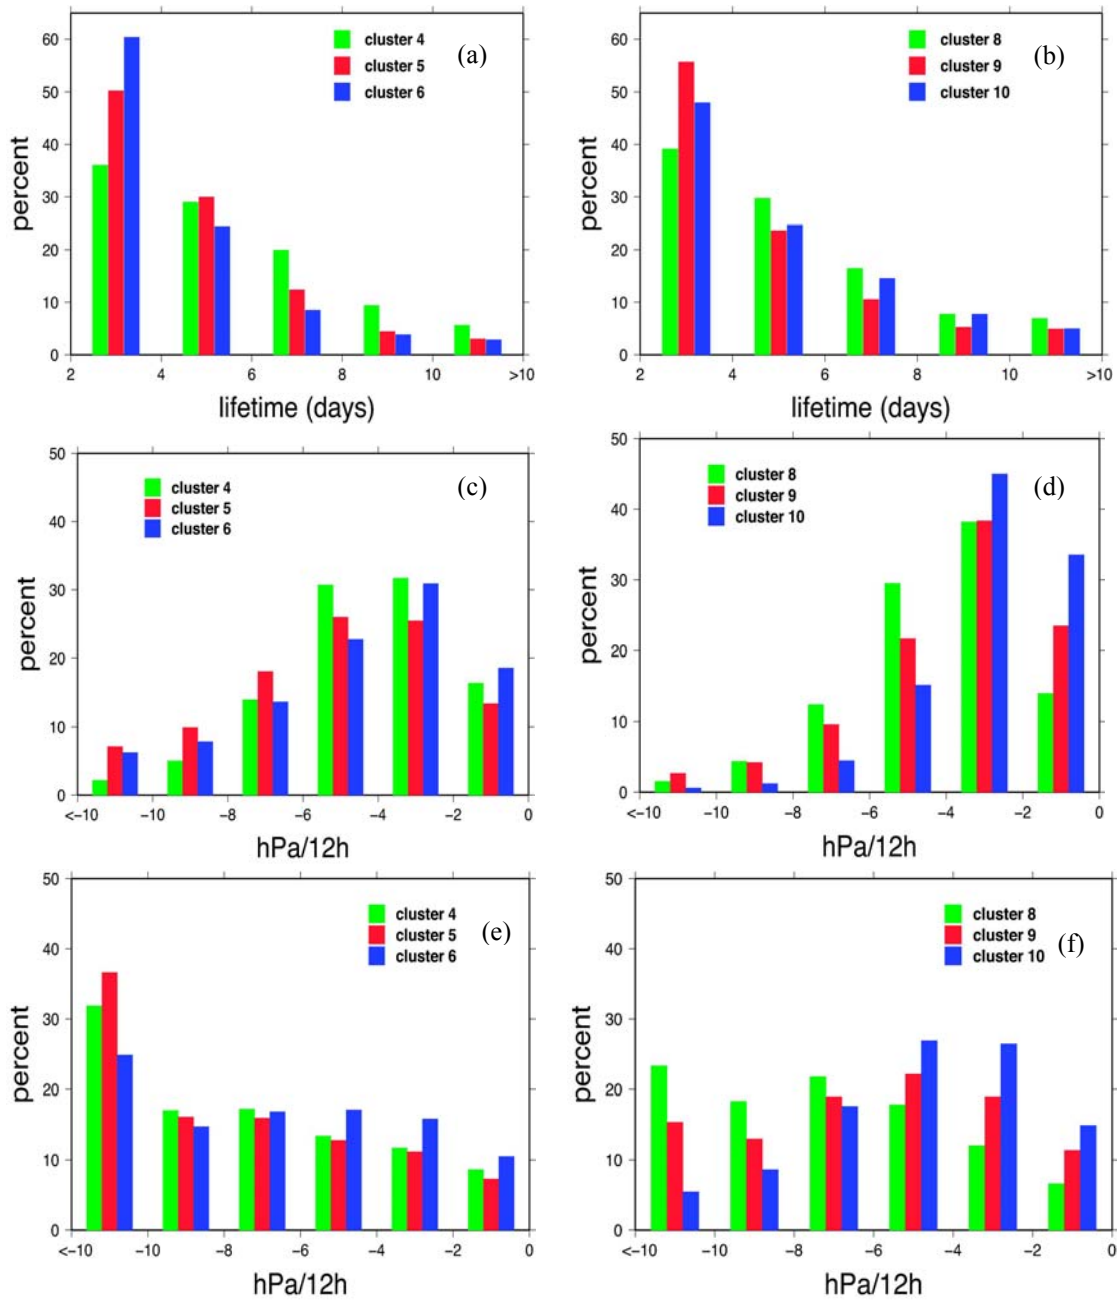 (a)
cluster 4
cluster 5
cluster 6
percent
60
50
40
30
20
10
0
2 4 6 8 10 >10
lifetime (days)
(b)
cluster 8
cluster 9
cluster 10
percent
60
50
40
30
20
10
0
2 4 6 8 10 >10
lifetime (days)
(c)
cluster 4
cluster 5
cluster 6
percent
50
40
30
20
10
0
<-10 -10 -8 -6 -4 -2 0
hPa/12h
(d)
cluster 8
cluster 9
cluster 10
percent
50
40
30
20
10
0
<-10 -10 -8 -6 -4 -2 0
hPa/12h
(e)
cluster 4
cluster 5
cluster 6
percent
50
40
30
20
10
0
<-10 -10 -8 -6 -4 -2 0
hPa/12h
(f)
cluster 8
cluster 9
cluster 10
percent
50
40
30
20
10
0
<-10 -10 -8 -6 -4 -2 0
hPa/12h